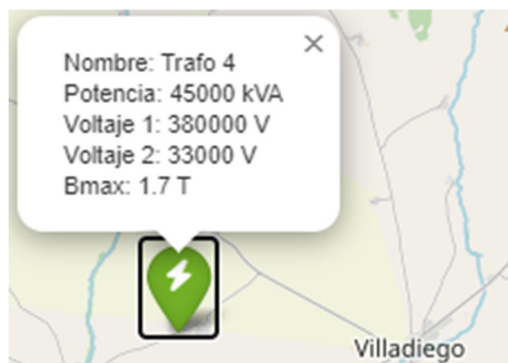 Nombre: Trafo 4
Potencia: 45000 kVA
Voltaje 1: 380000 V
Voltaje 2: 33000 V
Bmax: 1.7 T
Villadiego